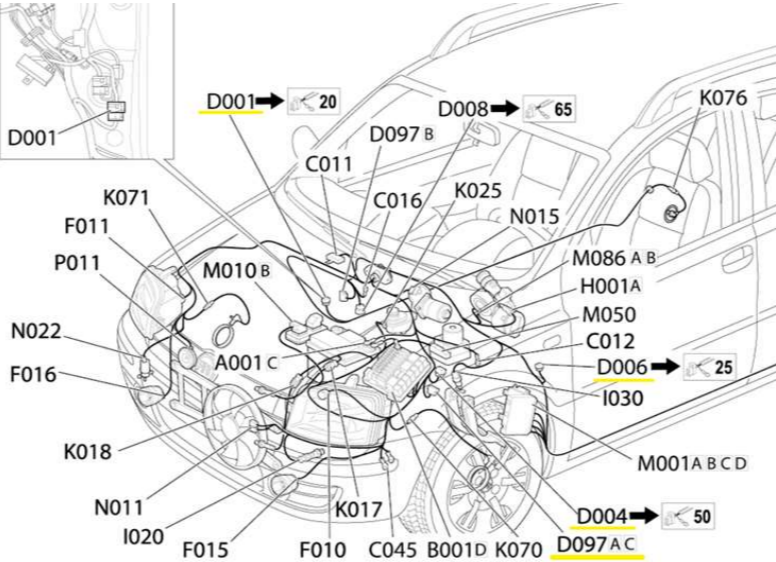 D001 20
D008 65
K076
D001
D097 B
C011
K071
C016
K025
F011
N015
P011
M010 B
M086 A B
H001 A
M050
N022
A001 C
C012
F016
D006 25
I030
K018
M001 A B C D
N011
K017
D004 50
I020
F015
F010
C045
B001 D
K070
D097 A C